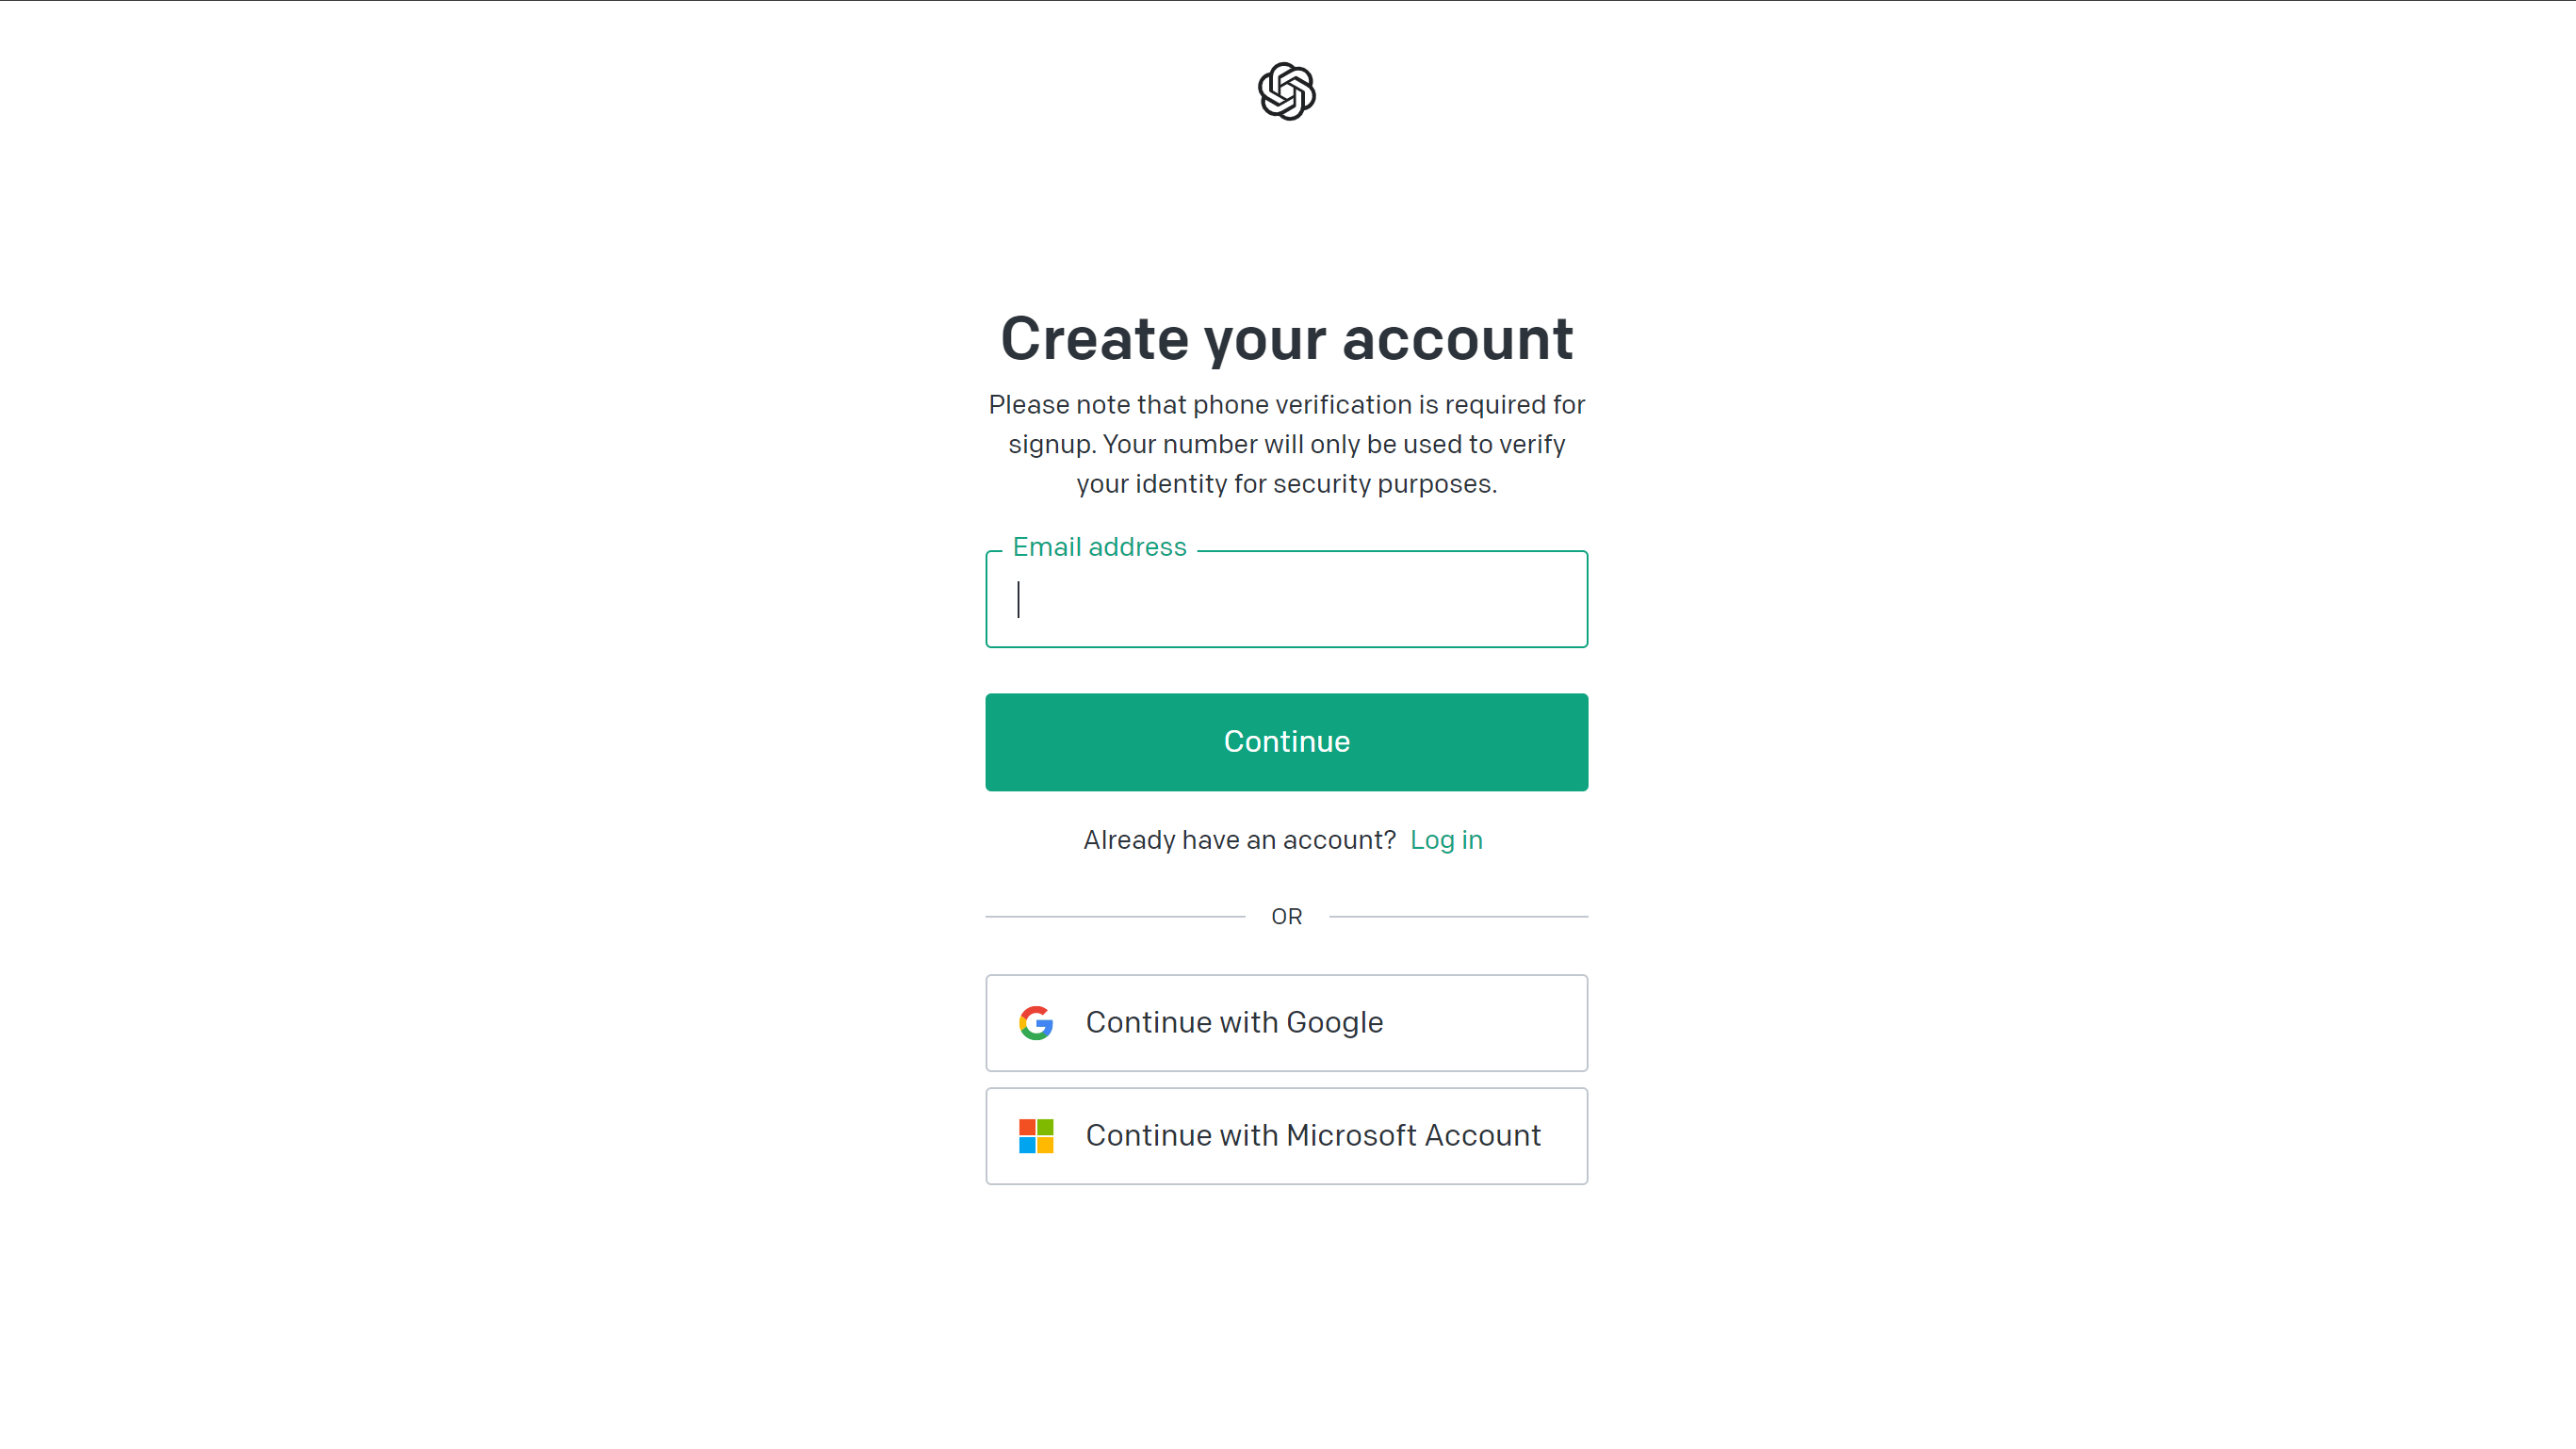 Create your account
Please note that phone verification is required for
signup. Your number will only be used to verify
your identity for security purposes.
Email address
Continue
Already have an account? Log in
OR
Continue with Google
Continue with Microsoft Account